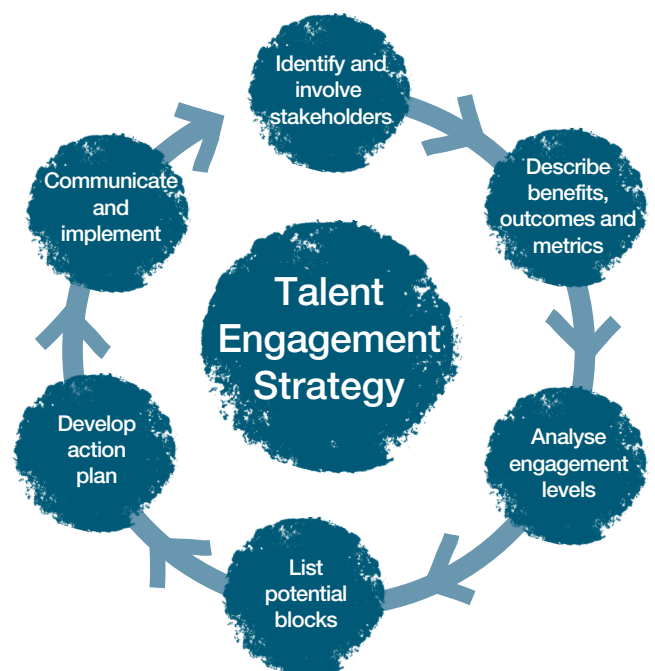 Identify and
involve
stakeholders
Describe
benefits,
outcomes and
metrics
Analyse
engagement
levels
List
potential
blocks
Develop
action
plan
Communicate
and
implement
Talent
Engagement
Strategy